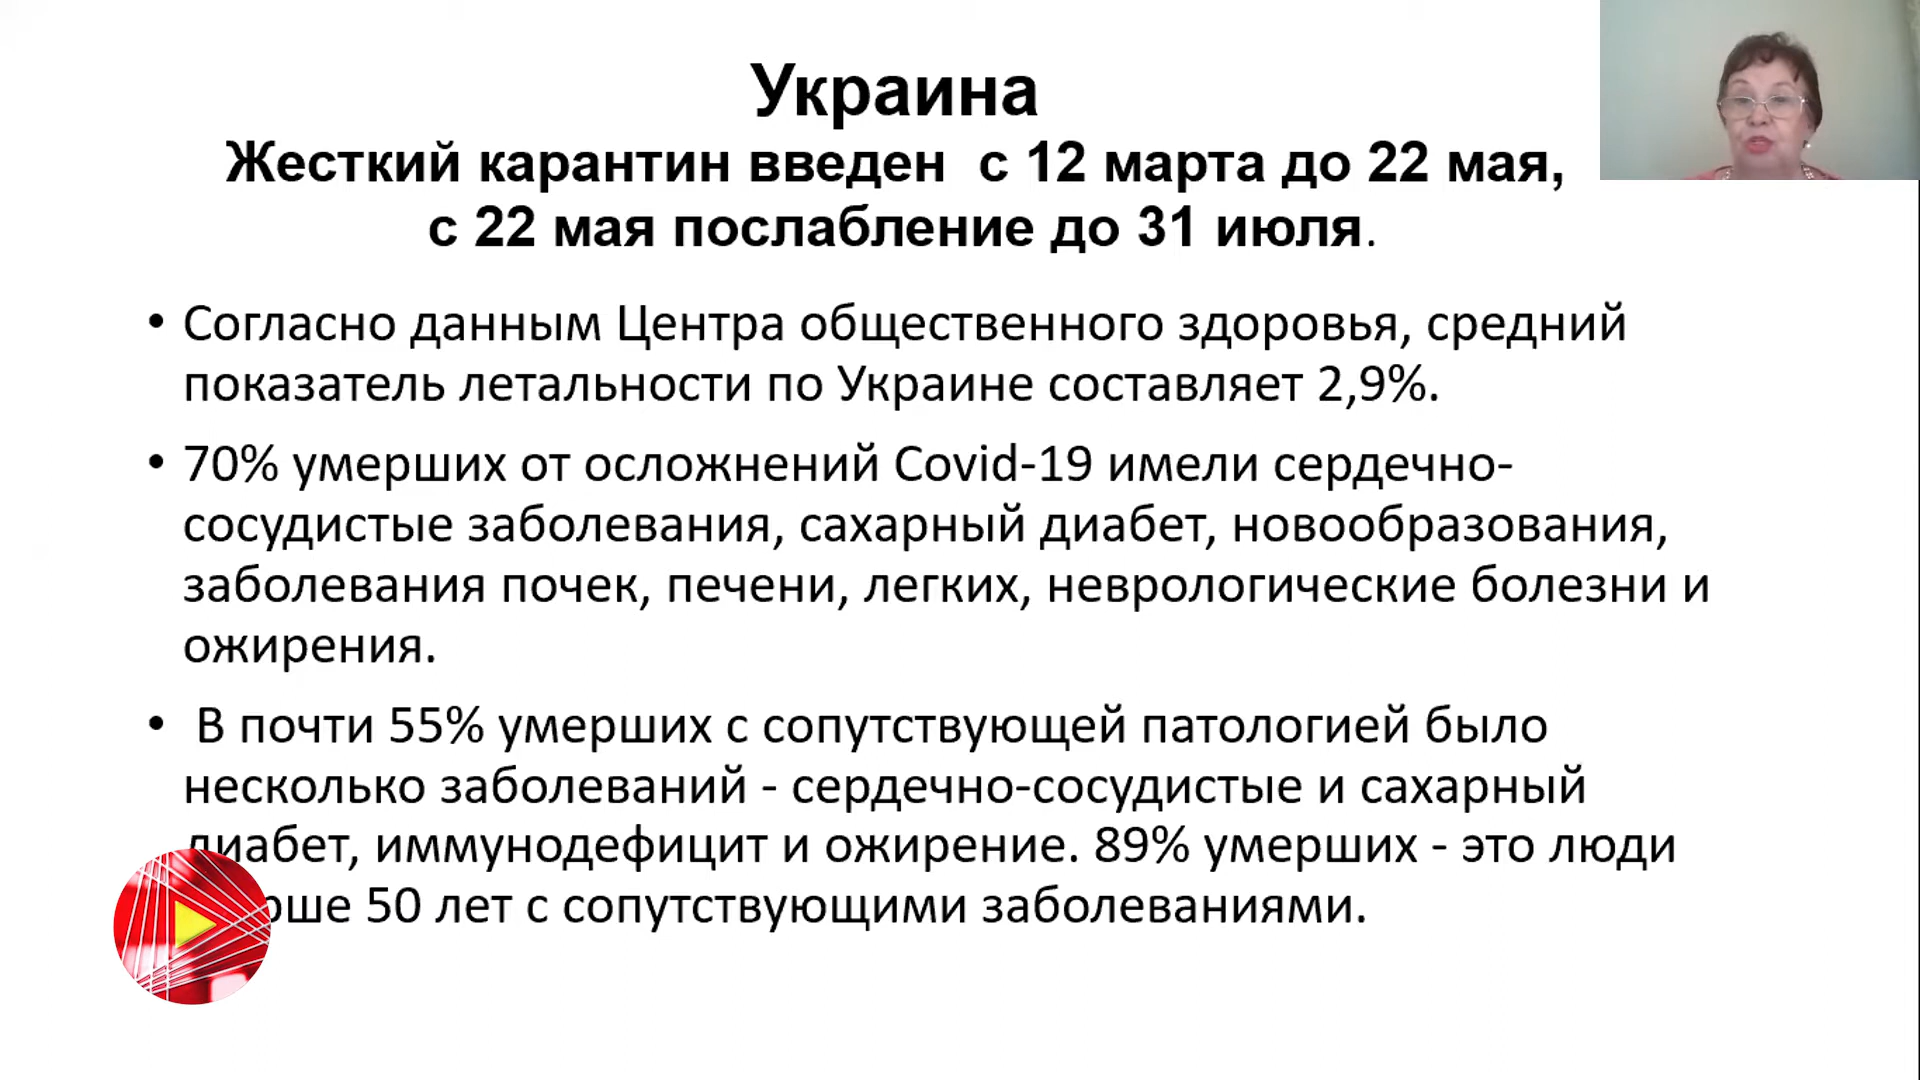 Украина
Жесткий карантин введен с 12 марта до 22 мая,
с 22 мая послабление до 31 июля.
• Согласно данным Центра общественного здоровья, средний
показатель летальности по Украине составляет 2,9%.
• 70% умерших от осложнений Covid-19 имели сердечно-
сосудистые заболевания, сахарный диабет, новообразования,
заболевания почек, печени, легких, неврологические болезни и
ожирения.
• В почти 55% умерших с сопутствующей патологией было
несколько заболеваний - сердечно-сосудистые и сахарный
диабет, иммунодефицит и ожирение. 89% умерших - это люди
50 лет с сопутствующими заболеваниями.